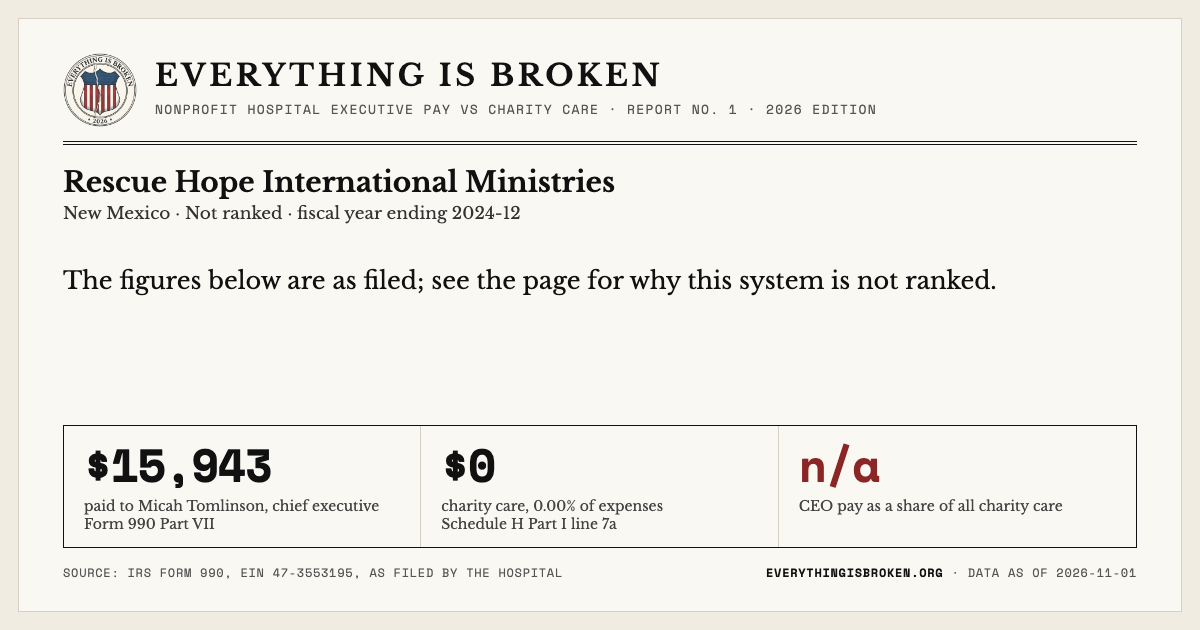 EVERYTHING IS BROKEN
2026
EVERYTHING IS BROKEN
NONPROFIT HOSPITAL EXECUTIVE PAY VS CHARITY CARE · REPORT NO. 1 · 2026 EDITION
Rescue Hope International Ministries
New Mexico · Not ranked · fiscal year ending 2024-12
The figures below are as filed; see the page for why this system is not ranked.
$15,943
paid to Micah Tomlinson, chief executive
Form 990 Part VII
$0
charity care, 0.00% of expenses
Schedule H Part I line 7a
n/a
CEO pay as a share of all charity care
SOURCE: IRS FORM 990, EIN 47-3553195, AS FILED BY THE HOSPITAL
EVERYTHINGISBROKEN.ORG · DATA AS OF 2026-11-01